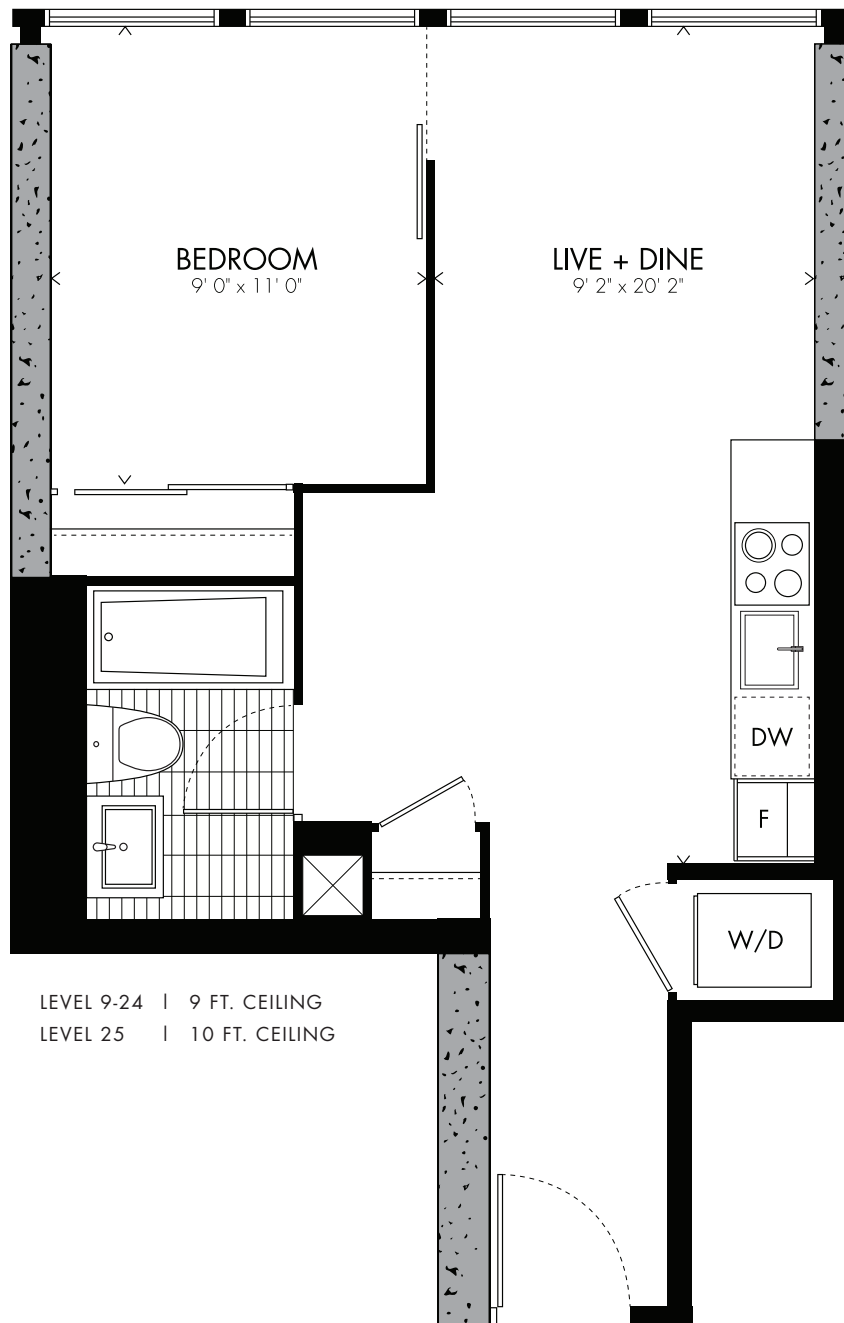 BEDROOM
9' 0" x 11' 0"
LIVE + DINE
9' 2" x 20' 2"
DW
F
W/D
LEVEL 9-24 | 9 FT. CEILING
LEVEL 25 | 10 FT. CEILING